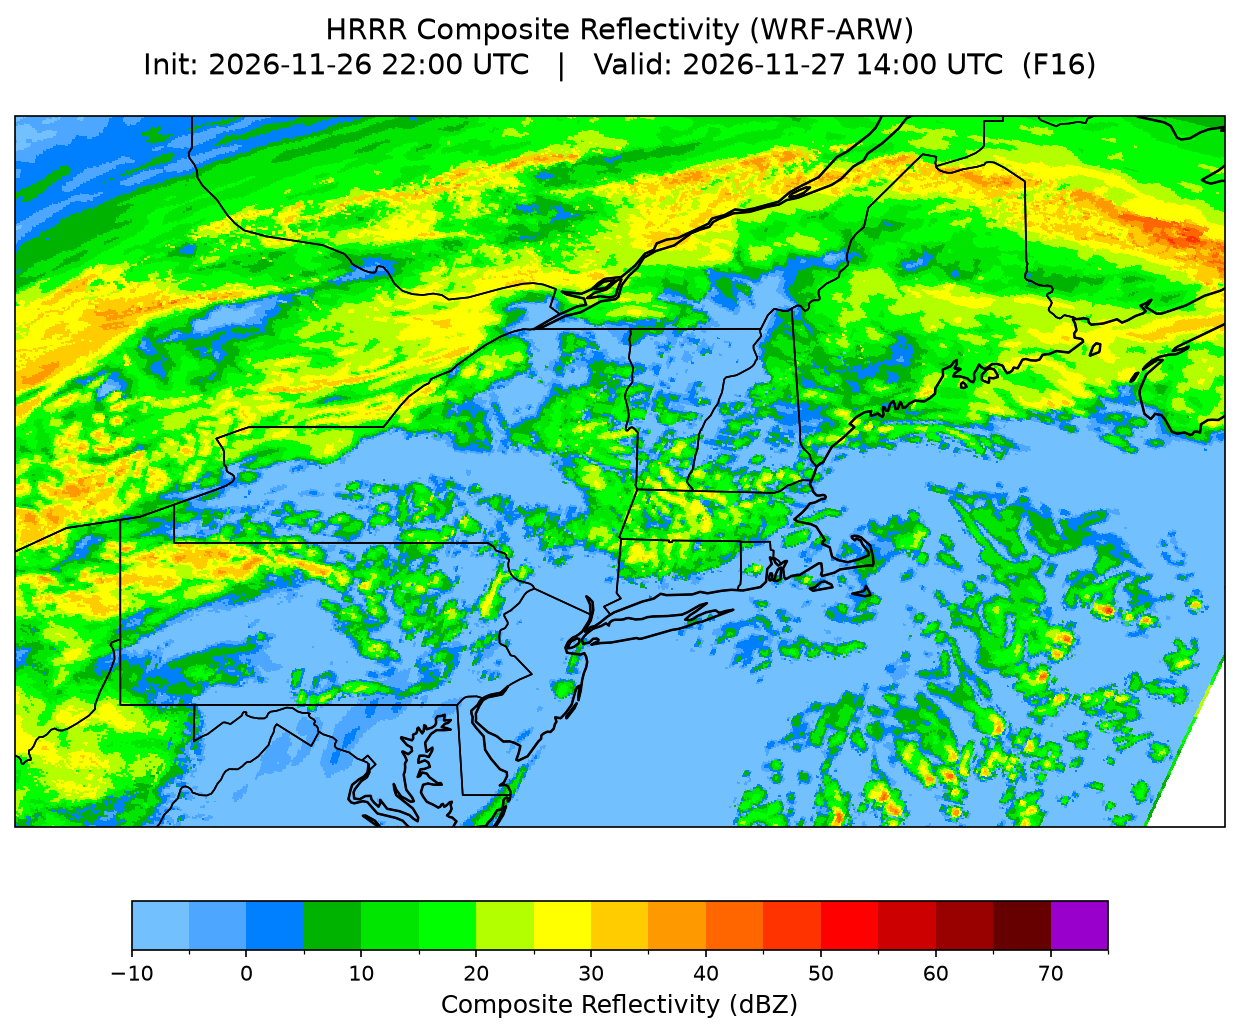 HRRR Composite Reflectivity (WRF-ARW)
Init: 2026-11-26 22:00 UTC | Valid: 2026-11-27 14:00 UTC (F16)
−10 0 10 20 30 40 50 60 70
Composite Reflectivity (dBZ)